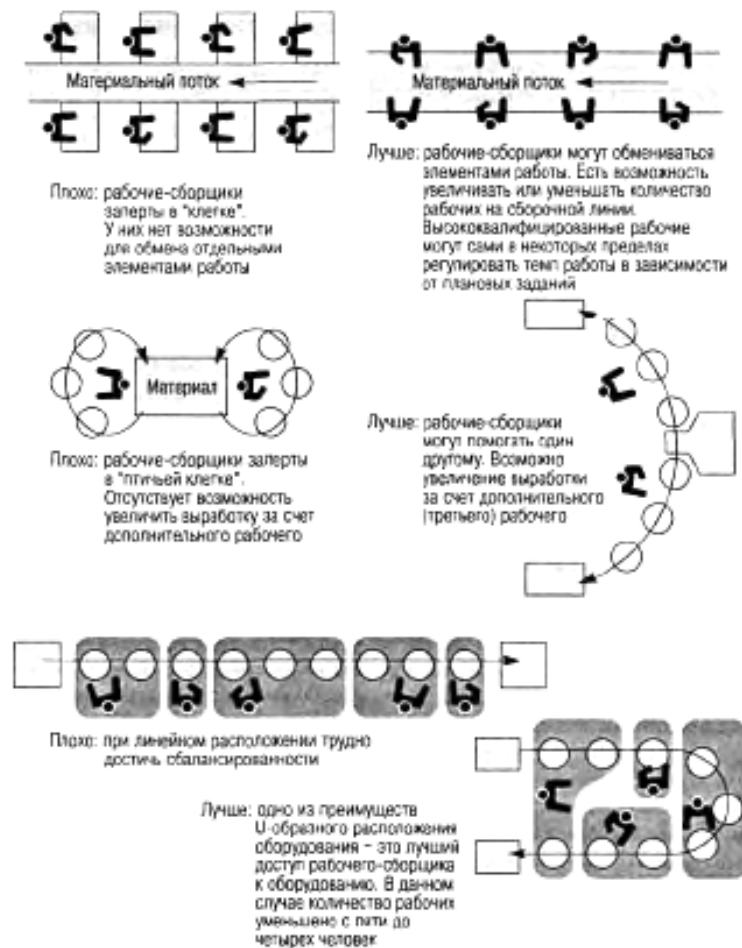 Материальный поток
Материальный поток
Плохо: рабочие-сборщики
заперты в "клетке".
У них нет возможности
для обмена отдельными
элементами работы
Лучше: рабочие-сборщики могут обмениваться
элементами работы. Есть возможность
увеличивать или уменьшать количество
рабочих на сборочной линии.
Высококвалифицированные рабочие
могут сами в некоторых пределах
регулировать темп работы в зависимости
от плановых заданий
Материал
Плохо: рабочие-сборщики заперты
в "птичьей клетке".
Отсутствует возможность
увеличить выработку за счет
дополнительного рабочего
Лучше: рабочие-сборщики
могут помогать один
другому. Возможно
увеличение выработки
за счет дополнительного
(третьего) рабочего
Плохо: при линейном расположении трудно
достичь сбалансированности
Лучше: одно из преимуществ
U-образного расположения
оборудования – это лучший
доступ рабочего-сборщика
к оборудованию. В данном
случае количество рабочих
уменьшено с пяти до
четырех человек